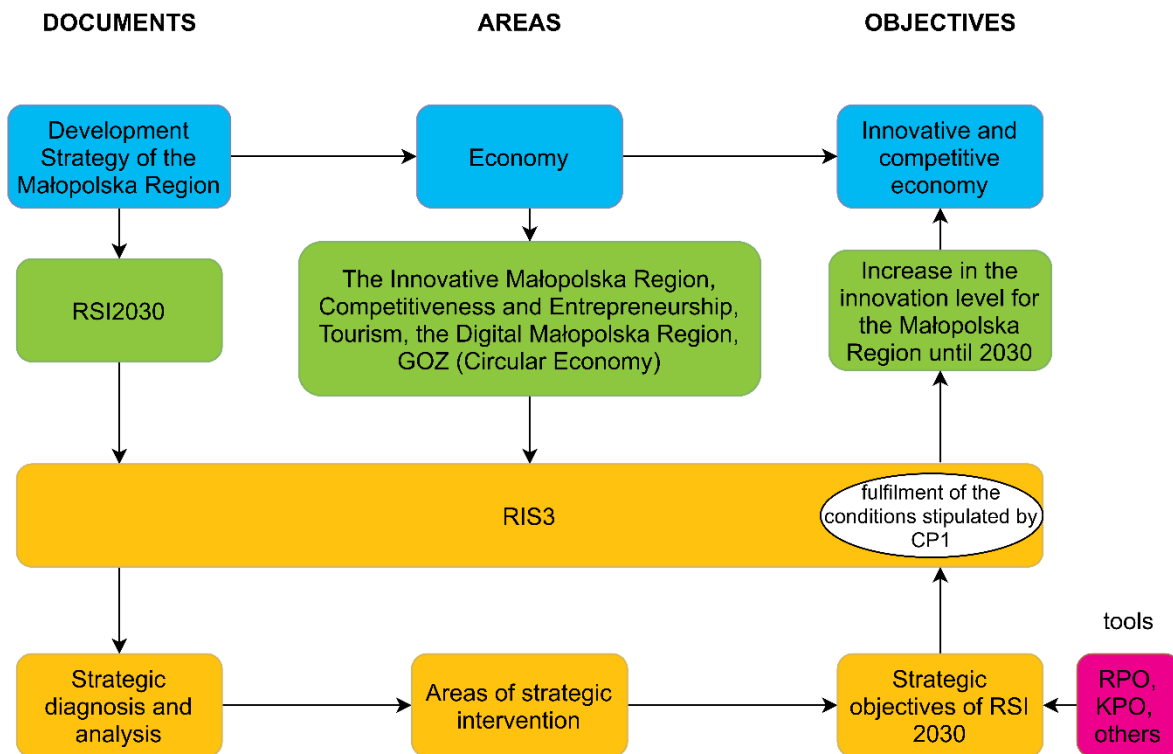 DOCUMENTS
AREAS
OBJECTIVES
Development
Strategy of the
Małopolska Region
Economy
Innovative and
competitive
economy
RSI2030
The Innovative Małopolska Region,
Competitiveness and Entrepreneurship,
Tourism, the Digital Małopolska Region,
GOZ (Circular Economy)
Increase in the
innovation level for
the Małopolska
Region until 2030
RIS3
fulfilment of the
conditions stipulated by
CP1
tools
Strategic
diagnosis and
analysis
Areas of strategic
intervention
Strategic
objectives of RSI
2030
RPO,
KPO,
others